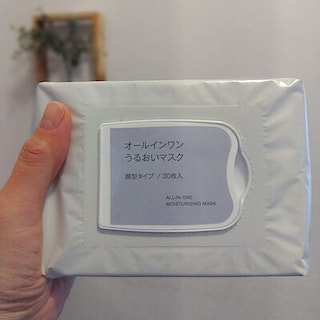 オールインワン
うるおいマスク
顔型タイプ / 30枚入
ALL-IN-ONE
MOISTURISING MASK